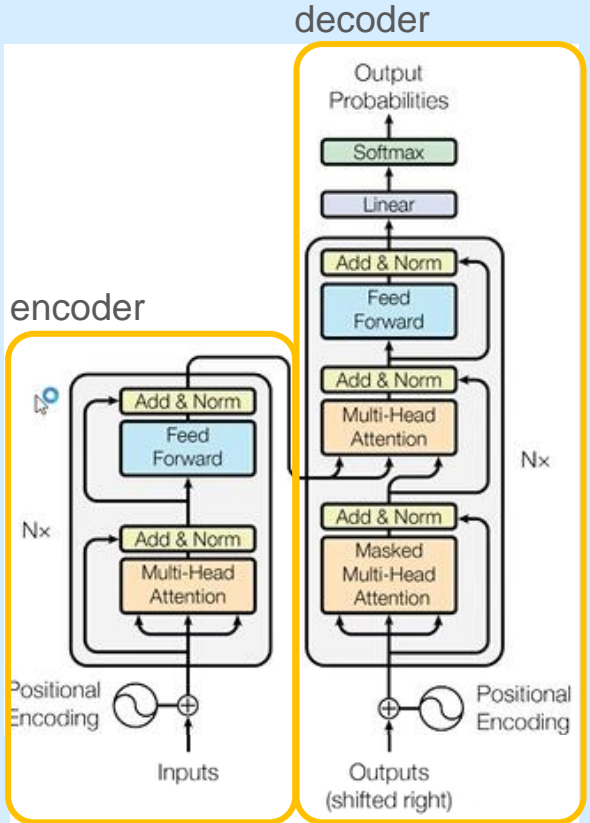 decoder
Output
Probabilities
Softmax
Linear
Add & Norm
Feed
Forward
Add & Norm
Multi-Head
Attention
Nx
Add & Norm
Masked
Multi-Head
Attention
Positional
Encoding
Outputs
(shifted right)
encoder
Add & Norm
Feed
Forward
Nx
Add & Norm
Multi-Head
Attention
Positional
Encoding
Inputs